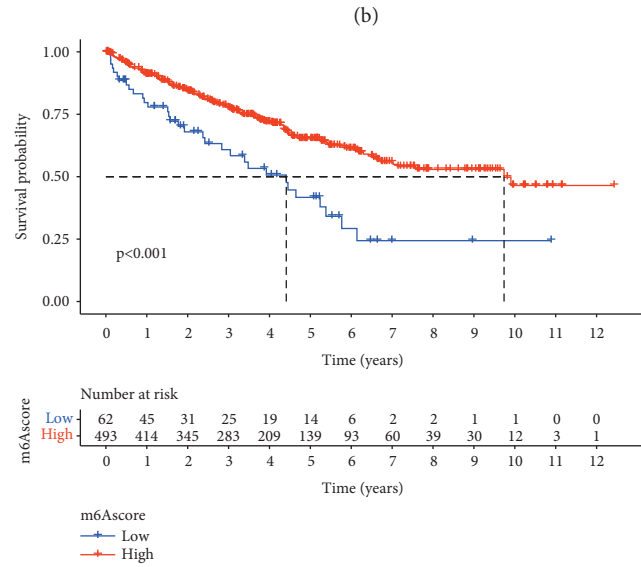 (b)
1.00
0.75
0.50
0.25
0.00
Survival probability
p<0.001
0 1 2 3 4 5 6 7 8 9 10 11 12
Time (years)
Number at risk
m6Ascore
Low 62 45 31 25 19 14 6 2 2 1 1 0 0
High 493 414 345 283 209 139 93 60 39 30 12 3 1
0 1 2 3 4 5 6 7 8 9 10 11 12
Time (years)
m6Ascore
Low
High